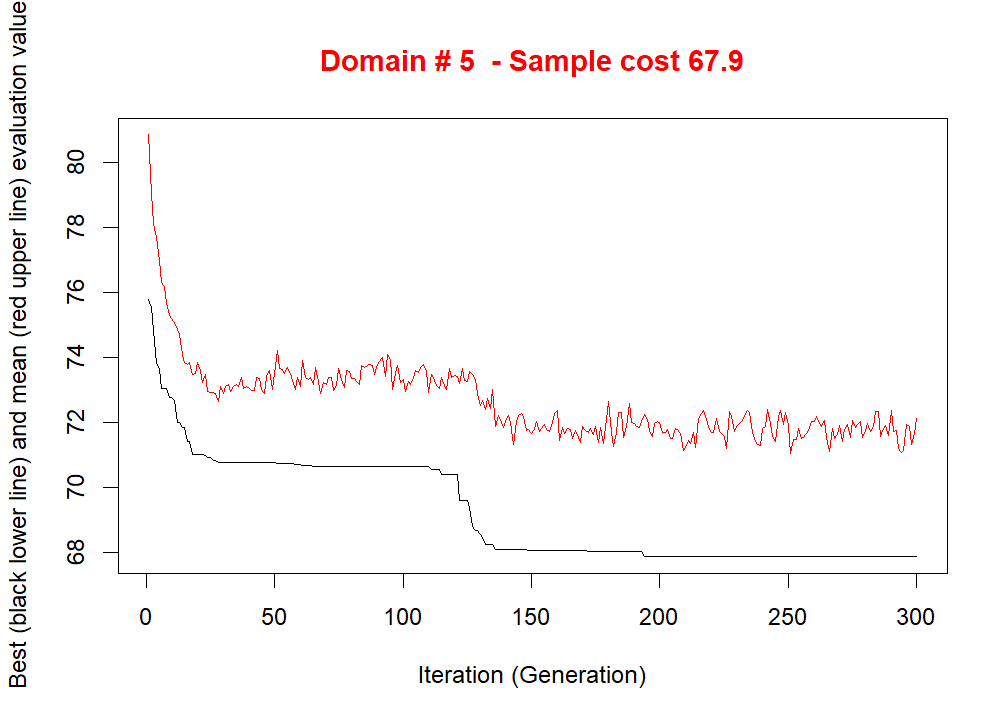 Domain # 5  - Sample cost 67.9
Best (black lower line) and mean (red upper line) evaluation value
80
78
76
74
72
70
68
0 50 100 150 200 250 300
Iteration (Generation)